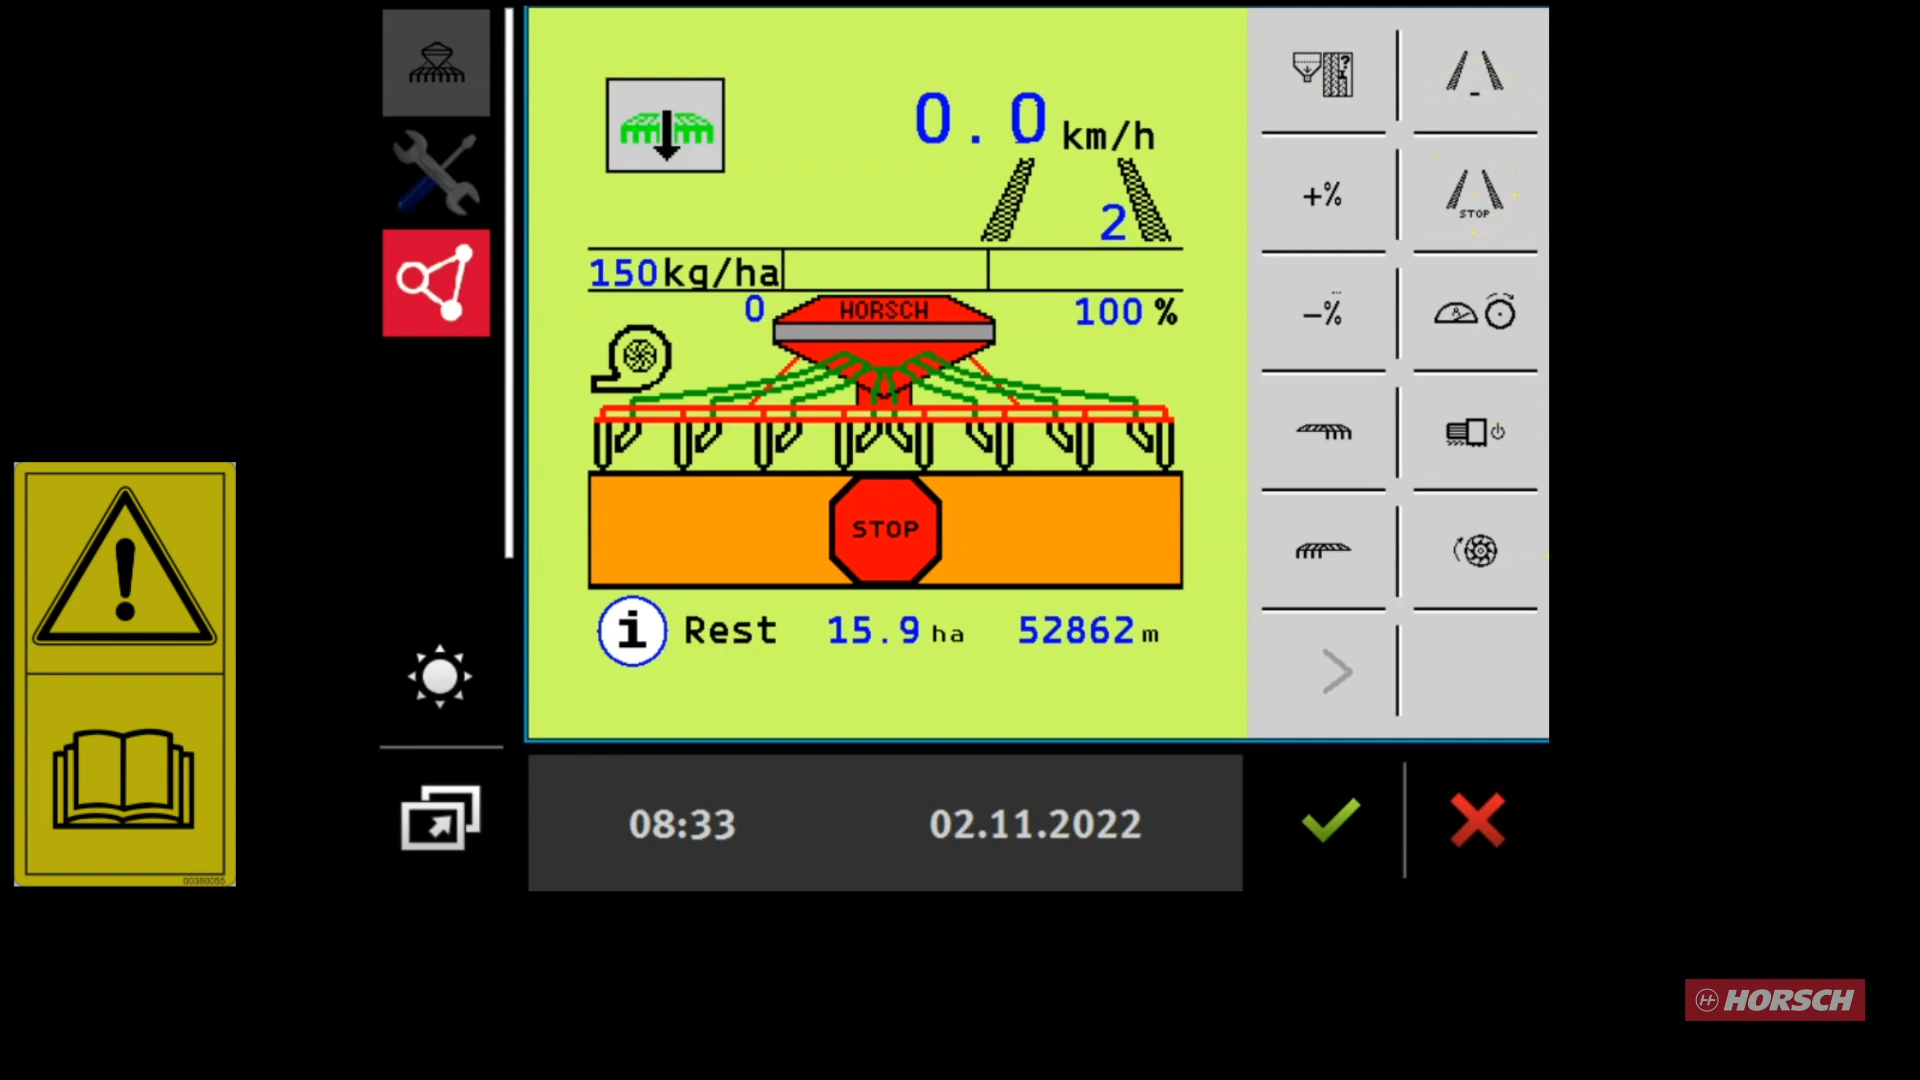 0.0 km/h
2
150kg/ha
0
HORSCH
100 %
STOP
i Rest 15.9 ha 52862 m
?
+%
STOP
-%
A
08:33 02.11.2022
00380055
HORSCH